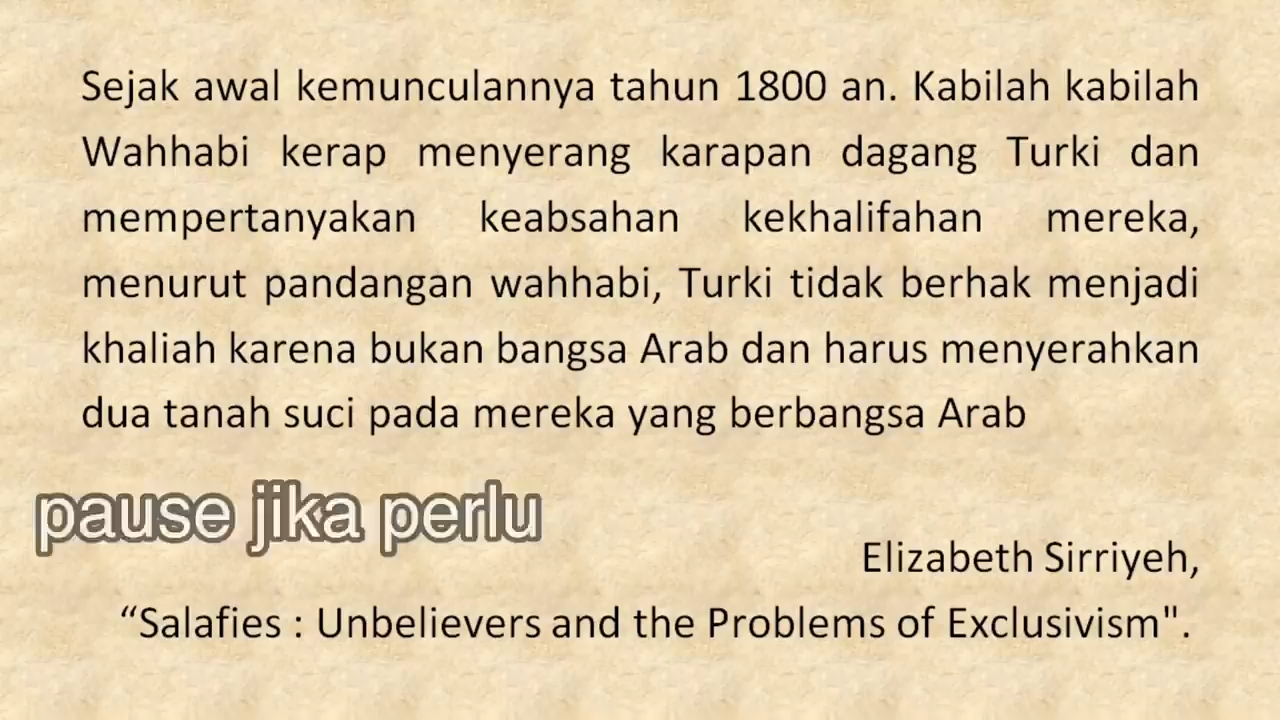 Sejak awal kemunculannya tahun 1800 an. Kabilah kabilah
Wahhabi kerap menyerang karapan dagang Turki dan
mempertanyakan keabsahan kekhalifahan mereka,
menurut pandangan wahhabi, Turki tidak berhak menjadi
khaliah karena bukan bangsa Arab dan harus menyerahkan
dua tanah suci pada mereka yang berbangsa Arab
pause jika perlu
Elizabeth Sirriyeh,
“Salafies : Unbelievers and the Problems of Exclusivism".